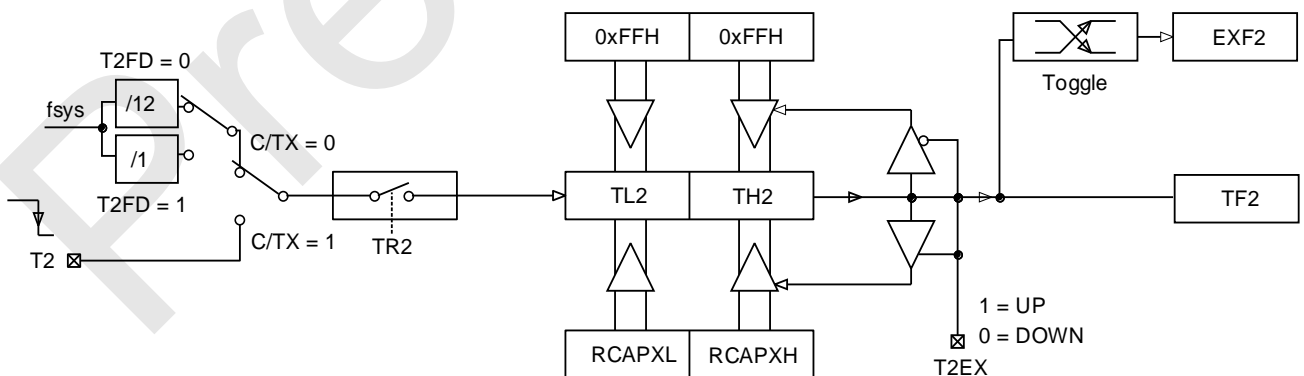 0xFFH 0xFFH
EXF2
T2FD = 0
Toggle
/12
fsys
C/TX = 0
/1
TL2 TH2
TF2
T2FD = 1
C/TX = 1
TR2
T2
1 = UP
0 = DOWN
RCAPXL RCAPXH
T2EX
Pre